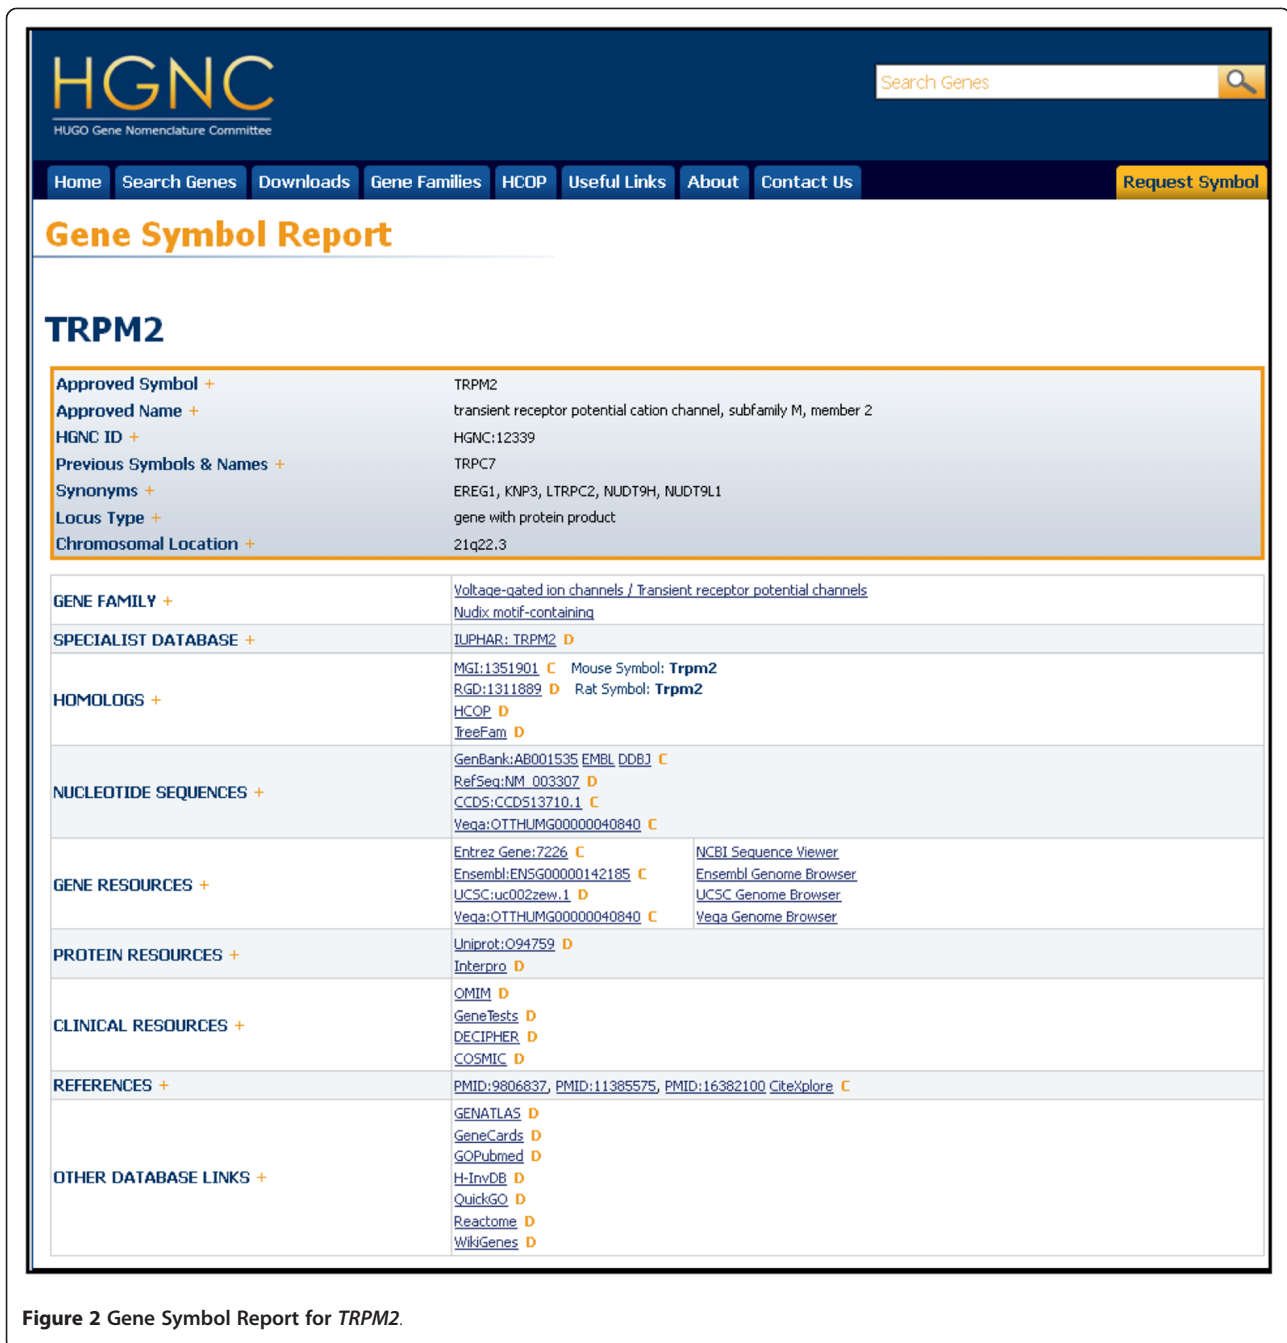 HGNC
HUGO Gene Nomenclature Committee
Search Genes
Home Search Genes Downloads Gene Families HCOP Useful Links About Contact Us Request Symbol
Gene Symbol Report
TRPM2
Approved Symbol + TRPM2
Approved Name + transient receptor potential cation channel, subfamily M, member 2
HGNC ID + HGNC:12339
Previous Symbols & Names + TRPC7
Synonyms + EREG1, KNP3, LTRPC2, NUDT9H, NUDT9L1
Locus Type + gene with protein product
Chromosomal Location + 21q22.3
GENE FAMILY + Voltage-gated ion channels / Transient receptor potential channels
Nudix motif-containing
SPECIALIST DATABASE + IUPHAR: TRPM2 D
HOMOLOGS + MGI:1351901 C Mouse Symbol: Trpm2
RGD:1311889 D Rat Symbol: Trpm2
HCOP D
TreeFam D
NUCLEOTIDE SEQUENCES + GenBank:AB001535 EMBL DDBJ C
RefSeq:NM_003307 D
CCDS:CCDS13710.1 C
Vega:OTTHUMG00000040840 C
GENE RESOURCES + Entrez Gene:7226 C NCBI Sequence Viewer
Ensembl:ENSG00000142185 C Ensembl Genome Browser
UCSC:uc002zew.1 D UCSC Genome Browser
Vega:OTTHUMG00000040840 C Vega Genome Browser
PROTEIN RESOURCES + Uniprot:O94759 D
Interpro D
CLINICAL RESOURCES + OMIM D
GeneTests D
DECIPHER D
COSMIC D
REFERENCES + PMID:9806837, PMID:11385575, PMID:16382100 CiteXplore C
OTHER DATABASE LINKS + GENATLAS D
GeneCards D
GOPubmed D
H-InvDB D
QuickGO D
Reactome D
WikiGenes D
Figure 2 Gene Symbol Report for TRPM2.